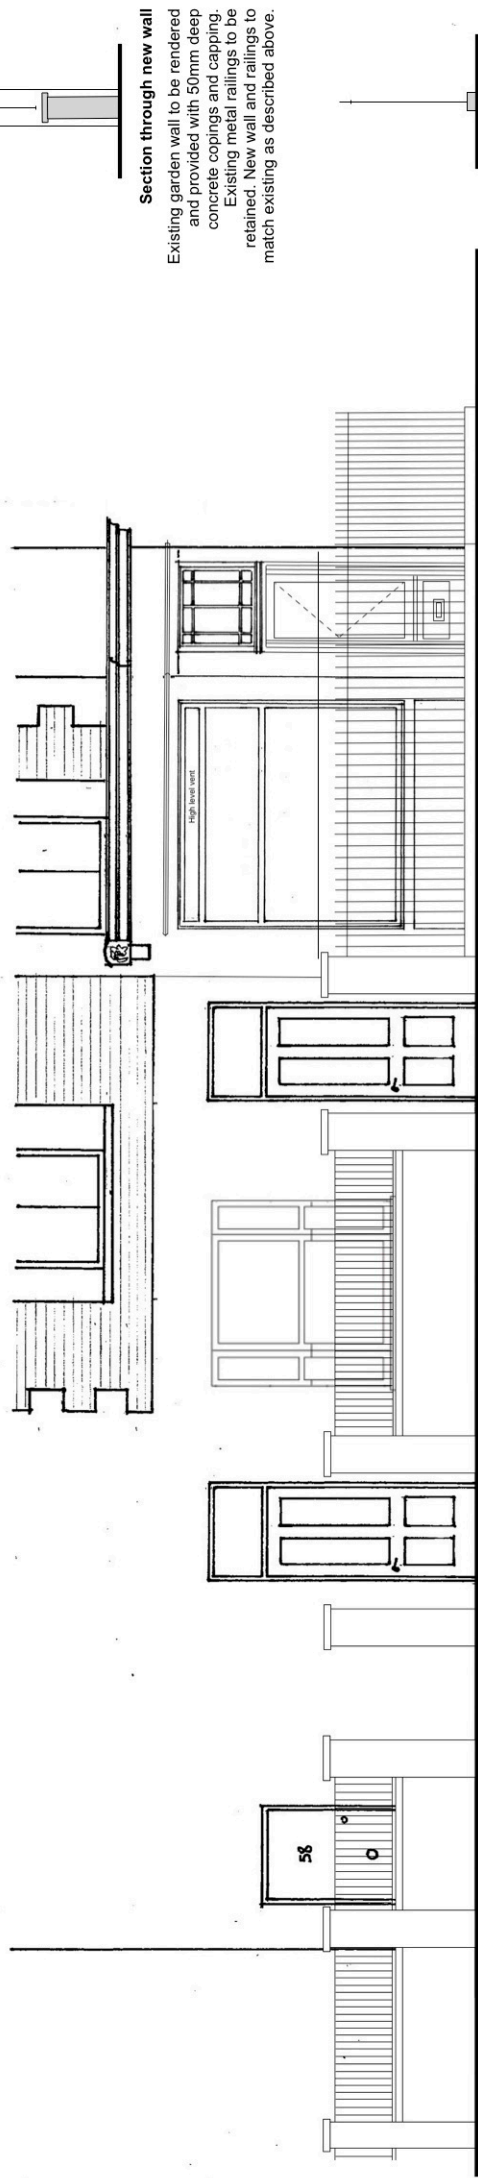 Section through new wall
Existing garden wall to be rendered
and provided with 50mm deep
concrete copings and capping.
Existing metal railings to be
retained. New wall and railings to
match existing as described above.
High level vent
58